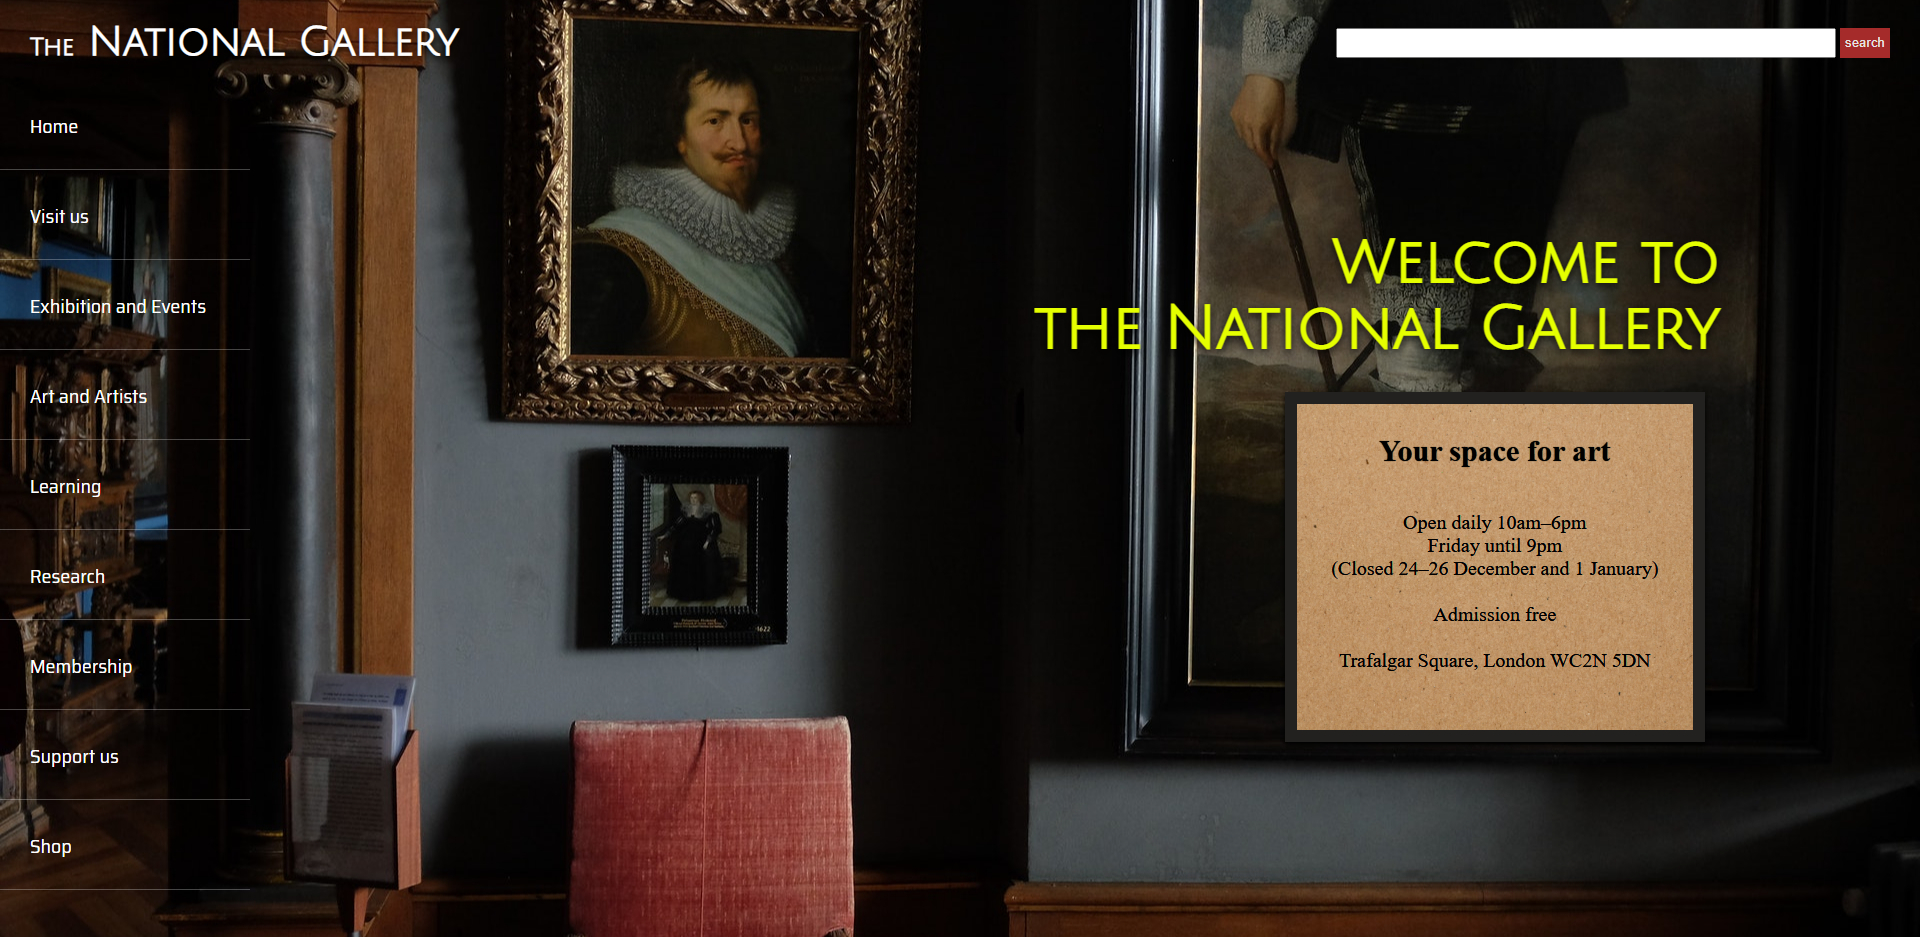 The National Gallery
search
Home
Visit us
Exhibition and Events
Art and Artists
Learning
Research
Membership
Support us
Shop
Welcome to
the National Gallery
Your space for art
Open daily 10am–6pm
Friday until 9pm
(Closed 24–26 December and 1 January)
Admission free
Trafalgar Square, London WC2N 5DN